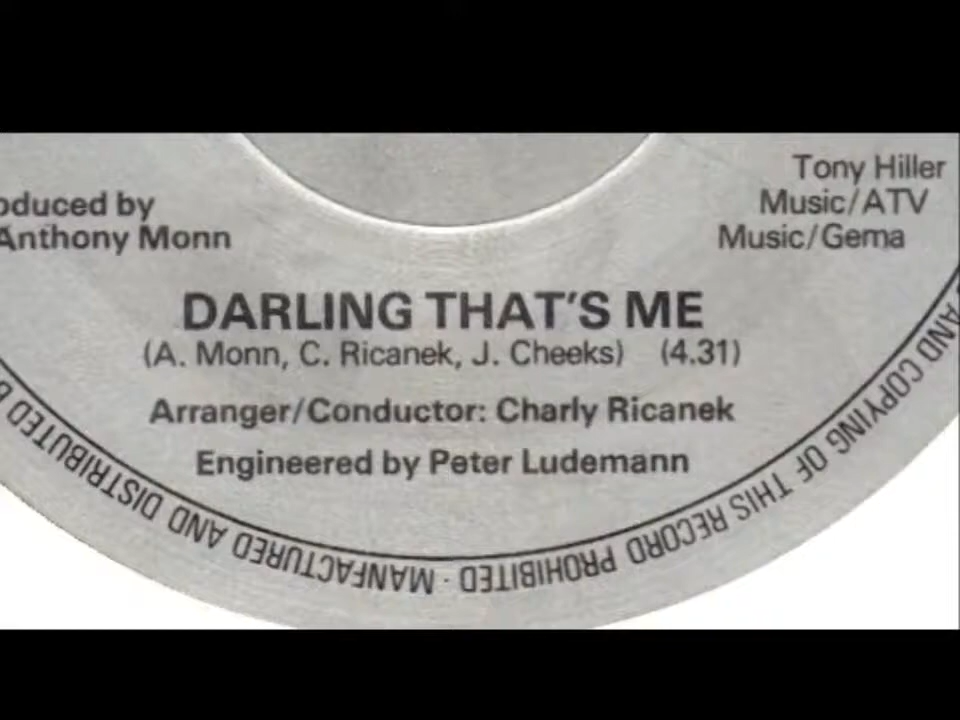 oduced by
Anthony Monn
Tony Hiller
Music/ATV
Music/Gema
DARLING THAT'S ME
(A. Monn, C. Ricanek, J. Cheeks) (4.31)
Arranger/Conductor: Charly Ricanek
Engineered by Peter Ludemann
AND COPYING OF THIS RECORD PROHIBITED · MANFACTURED AND DISTRIBUTED B